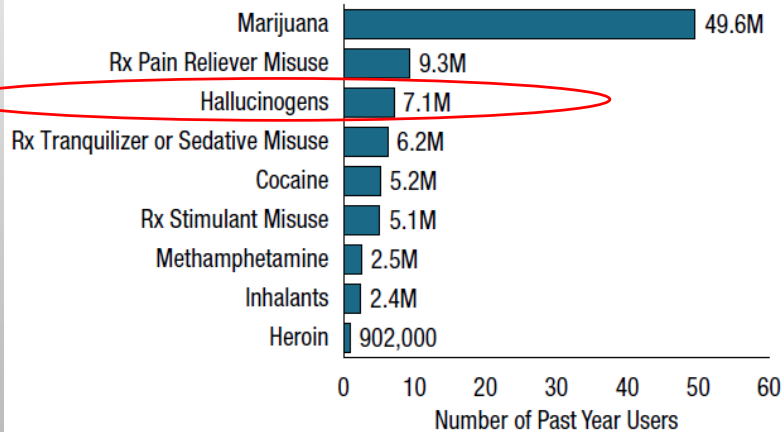 Marijuana 49.6M
Rx Pain Reliever Misuse 9.3M
Hallucinogens 7.1M
Rx Tranquilizer or Sedative Misuse 6.2M
Cocaine 5.2M
Rx Stimulant Misuse 5.1M
Methamphetamine 2.5M
Inhalants 2.4M
Heroin 902,000
0 10 20 30 40 50 60
Number of Past Year Users